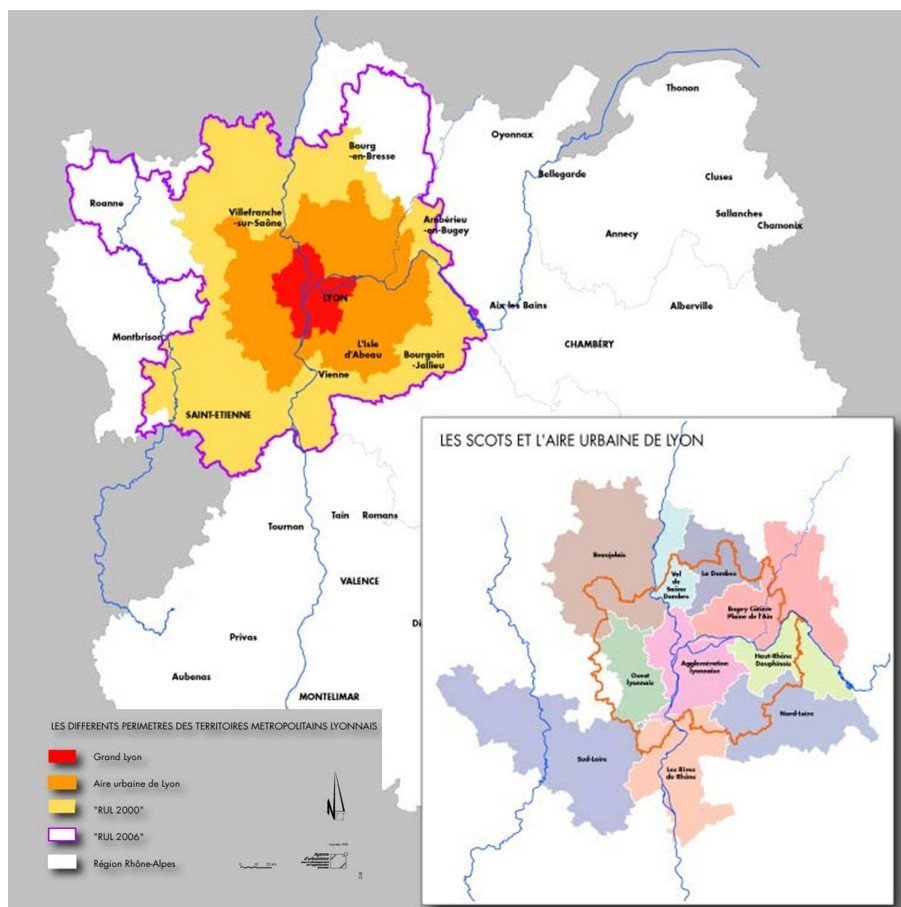 Thonon
Oyonnax
Bourg
-en-Bresse
Bellegarde
Cluses
Roanne
Villefranche
-sur-Saône
Ambérieu
-en-Bugey
Sallanches
Chamonix
Annecy
LYON
Aix les Bains
Alberville
Montbrison
L'Isle
d'Abeau
Bourgoin
-Jallieu
CHAMBÉRY
Vienne
SAINT-ETIENNE
Tournon
Tain
Romans
VALENCE
Di
Privas
Aubenas
MONTELIMAR
LES DIFFERENTS PERIMETRES DES TERRITOIRES METROPOLITAINS LYONNAIS
Grand Lyon
Aire urbaine de Lyon
"RUL 2000"
"RUL 2006"
Région Rhône-Alpes
N
Agence
d'urbanisme
LES SCOTS ET L'AIRE URBAINE DE LYON
Beaujolais
Val
de
Saône
Dombes
La Dombes
Bugey Côtière
Plaine de l'Ain
Ouest
lyonnais
Agglomération
lyonnaise
Haut-Rhône
Dauphinois
Nord-Isère
Sud-Loire
Les Rives
du Rhône